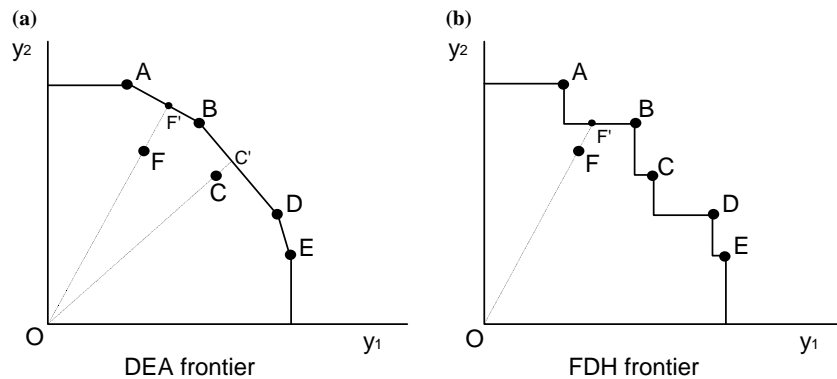 (a)
y2
A
B
F'
F
C'
C
D
E
O
y1
DEA frontier
(b)
y2
A
B
F'
F
C
D
E
O
y1
FDH frontier